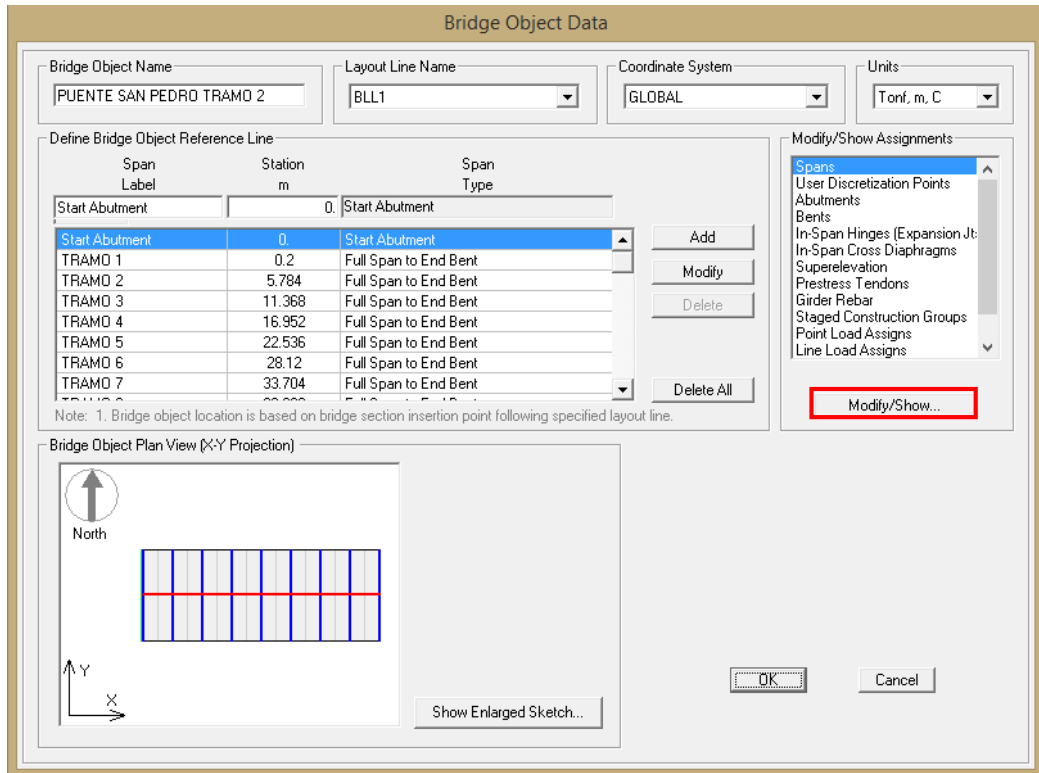 Bridge Object Data
Bridge Object Name
PUENTE SAN PEDRO TRAMO 2
Layout Line Name
BLL1
Coordinate System
GLOBAL
Units
Tonf, m, C
Define Bridge Object Reference Line
Span Label
Station m
Span Type
Start Abutment 0. Start Abutment
Start Abutment 0. Start Abutment
TRAMO 1 0.2 Full Span to End Bent
TRAMO 2 5.784 Full Span to End Bent
TRAMO 3 11.368 Full Span to End Bent
TRAMO 4 16.952 Full Span to End Bent
TRAMO 5 22.536 Full Span to End Bent
TRAMO 6 28.12 Full Span to End Bent
TRAMO 7 33.704 Full Span to End Bent
Add
Modify
Delete
Delete All
Note: 1. Bridge object location is based on bridge section insertion point following specified layout line.
Modify/Show Assignments
Spans
User Discretization Points
Abutments
Bents
In-Span Hinges (Expansion Jt:
In-Span Cross Diaphragms
Superelevation
Prestress Tendons
Girder Rebar
Staged Construction Groups
Point Load Assigns
Line Load Assigns
Modify/Show...
Bridge Object Plan View (X-Y Projection)
North
Y
X
Show Enlarged Sketch...
OK
Cancel